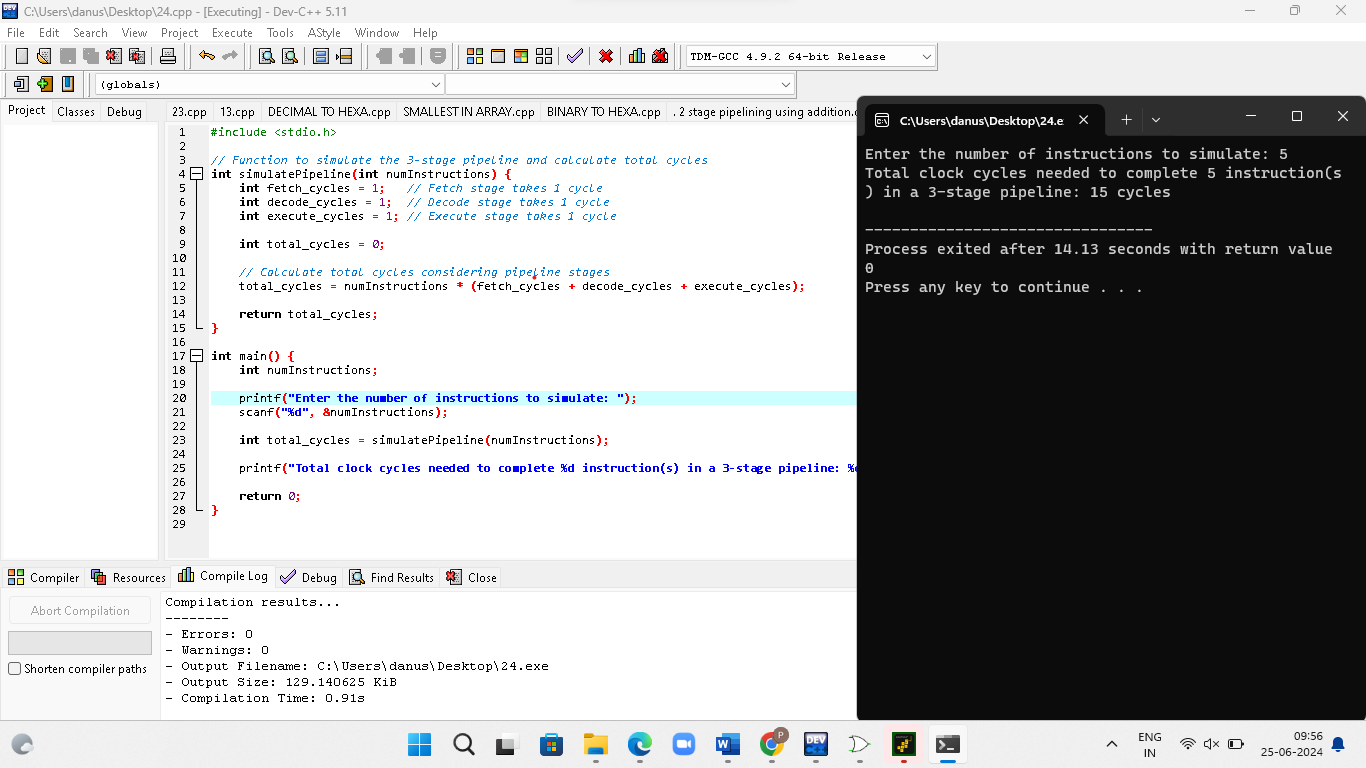 C:\Users\danus\Desktop\24.cpp - [Executing] - Dev-C++ 5.11
File Edit Search View Project Execute Tools AStyle Window Help
TDM-GCC 4.9.2 64-bit Release
(globals)
Project Classes Debug
23.cpp 13.cpp DECIMAL TO HEXA.cpp SMALLEST IN ARRAY.cpp BINARY TO HEXA.cpp . 2 stage pipelining using addition.c
1 #include <stdio.h>
2
3 // Function to simulate the 3-stage pipeline and calculate total cycles
4 int simulatePipeline(int numInstructions) {
5 int fetch_cycles = 1; // Fetch stage takes 1 cycle
6 int decode_cycles = 1; // Decode stage takes 1 cycle
7 int execute_cycles = 1; // Execute stage takes 1 cycle
8
9 int total_cycles = 0;
10
11 // Calculate total cycles considering pipeline stages
12 total_cycles = numInstructions * (fetch_cycles + decode_cycles + execute_cycles);
13
14 return total_cycles;
15 }
16
17 int main() {
18 int numInstructions;
19
20 printf("Enter the number of instructions to simulate: ");
21 scanf("%d", &numInstructions);
22
23 int total_cycles = simulatePipeline(numInstructions);
24
25 printf("Total clock cycles needed to complete %d instruction(s) in a 3-stage pipeline: %
26
27 return 0;
28 }
29
C:\Users\danus\Desktop\24.e
Enter the number of instructions to simulate: 5
Total clock cycles needed to complete 5 instruction(s
) in a 3-stage pipeline: 15 cycles
--------------------------------
Process exited after 14.13 seconds with return value
0
Press any key to continue . . .
Compiler Resources Compile Log Debug Find Results Close
Abort Compilation
Shorten compiler paths
Compilation results...
--------
- Errors: 0
- Warnings: 0
- Output Filename: C:\Users\danus\Desktop\24.exe
- Output Size: 129.140625 KiB
- Compilation Time: 0.91s
ENG
IN
09:56
25-06-2024